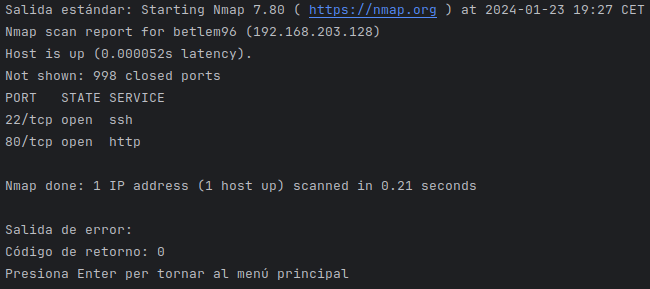 Salida estándar: Starting Nmap 7.80 ( https://nmap.org ) at 2024-01-23 19:27 CET
Nmap scan report for betlem96 (192.168.203.128)
Host is up (0.000052s latency).
Not shown: 998 closed ports
PORT   STATE SERVICE
22/tcp open  ssh
80/tcp open  http

Nmap done: 1 IP address (1 host up) scanned in 0.21 seconds

Salida de error:
Código de retorno: 0
Presiona Enter per tornar al menú principal